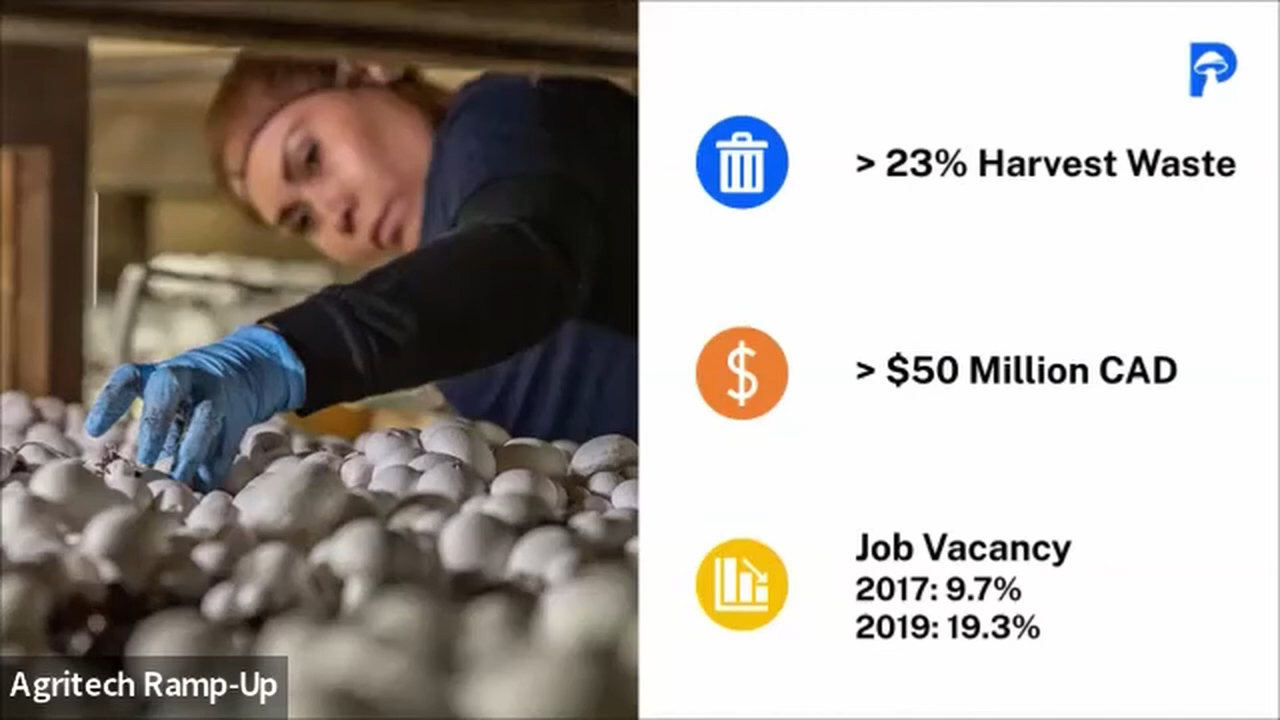 P
> 23% Harvest Waste
> $50 Million CAD
Job Vacancy
2017: 9.7%
2019: 19.3%
Agritech Ramp-Up